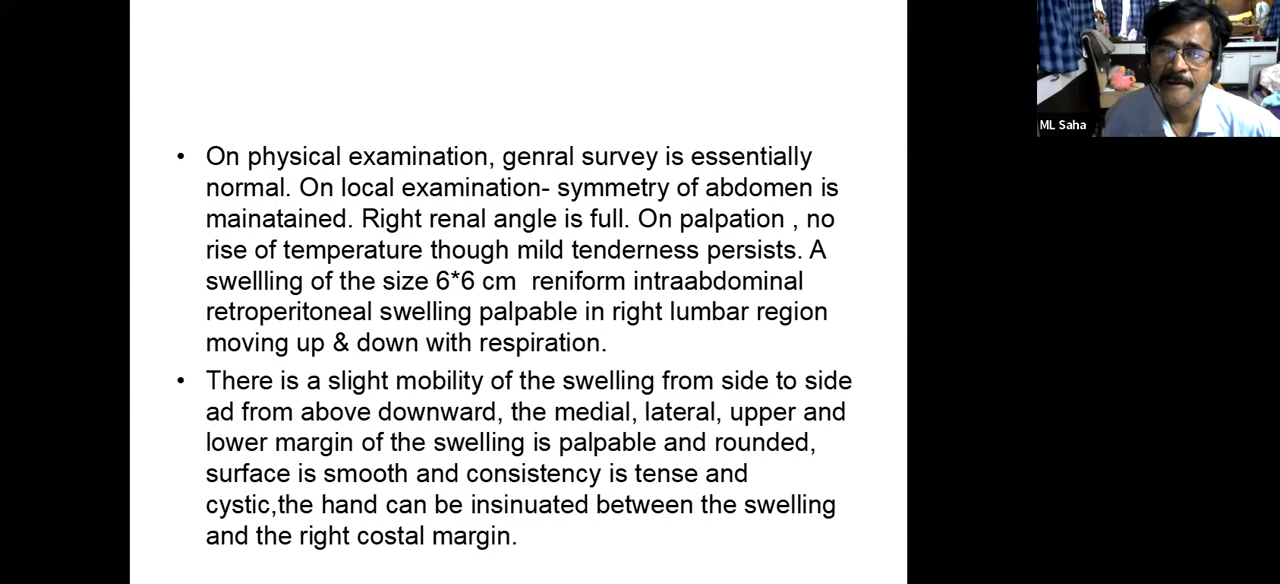 • On physical examination, genral survey is essentially
normal. On local examination- symmetry of abdomen is
mainatained. Right renal angle is full. On palpation , no
rise of temperature though mild tenderness persists. A
swellling of the size 6*6 cm  reniform intraabdominal
retroperitoneal swelling palpable in right lumbar region
moving up & down with respiration.
• There is a slight mobility of the swelling from side to side
ad from above downward, the medial, lateral, upper and
lower margin of the swelling is palpable and rounded,
surface is smooth and consistency is tense and
cystic,the hand can be insinuated between the swelling
and the right costal margin.
ML Saha